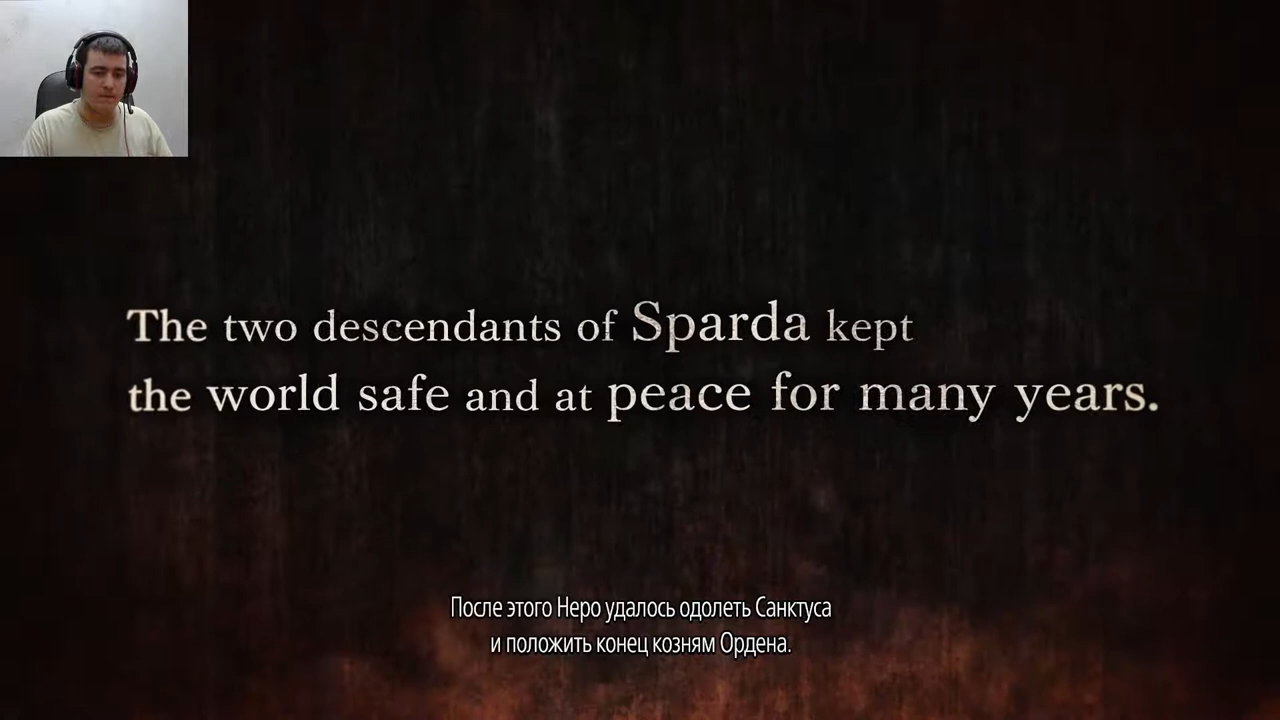 The two descendants of Sparda kept
the world safe and at peace for many years.
После этого Неро удалось одолеть Санктуса
и положить конец козням Ордена.